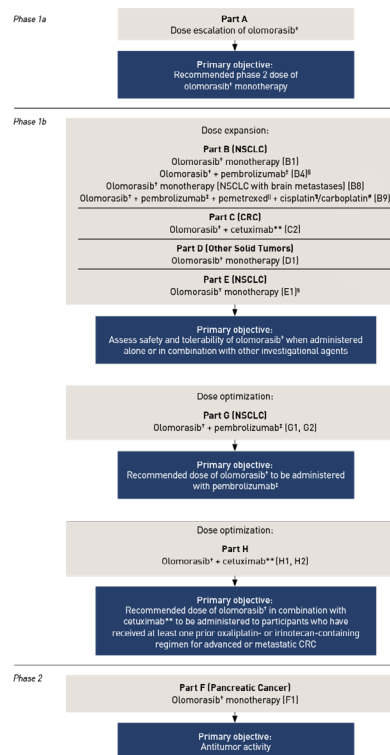 Phase 1a
Part A
Dose escalation of olomorasib†
Primary objective:
Recommended phase 2 dose of
olomorasib† monotherapy
Phase 1b
Dose expansion:
Part B (NSCLC)
Olomorasib† monotherapy (B1)
Olomorasib† + pembrolizumab‡ (B4)§
Olomorasib† monotherapy (NSCLC with brain metastases) (B8)
Olomorasib† + pembrolizumab‡ + pemetrexed|| + cisplatin¶/carboplatin# (B9)
Part C (CRC)
Olomorasib† + cetuximab** (C2)
Part D (Other Solid Tumors)
Olomorasib† monotherapy (D1)
Part E (NSCLC)
Olomorasib† monotherapy (E1)§
Primary objective:
Assess safety and tolerability of olomorasib† when administered
alone or in combination with other investigational agents
Dose optimization:
Part G (NSCLC)
Olomorasib† + pembrolizumab‡ (G1, G2)
Primary objective:
Recommended dose of olomorasib† to be administered
with pembrolizumab‡
Dose optimization:
Part H
Olomorasib† + cetuximab** (H1, H2)
Primary objective:
Recommended dose of olomorasib† in combination with
cetuximab** to be administered to participants who have
received at least one prior oxaliplatin- or irinotecan-containing
regimen for advanced or metastatic CRC
Phase 2
Part F (Pancreatic Cancer)
Olomorasib† monotherapy (F1)
Primary objective:
Antitumor activity